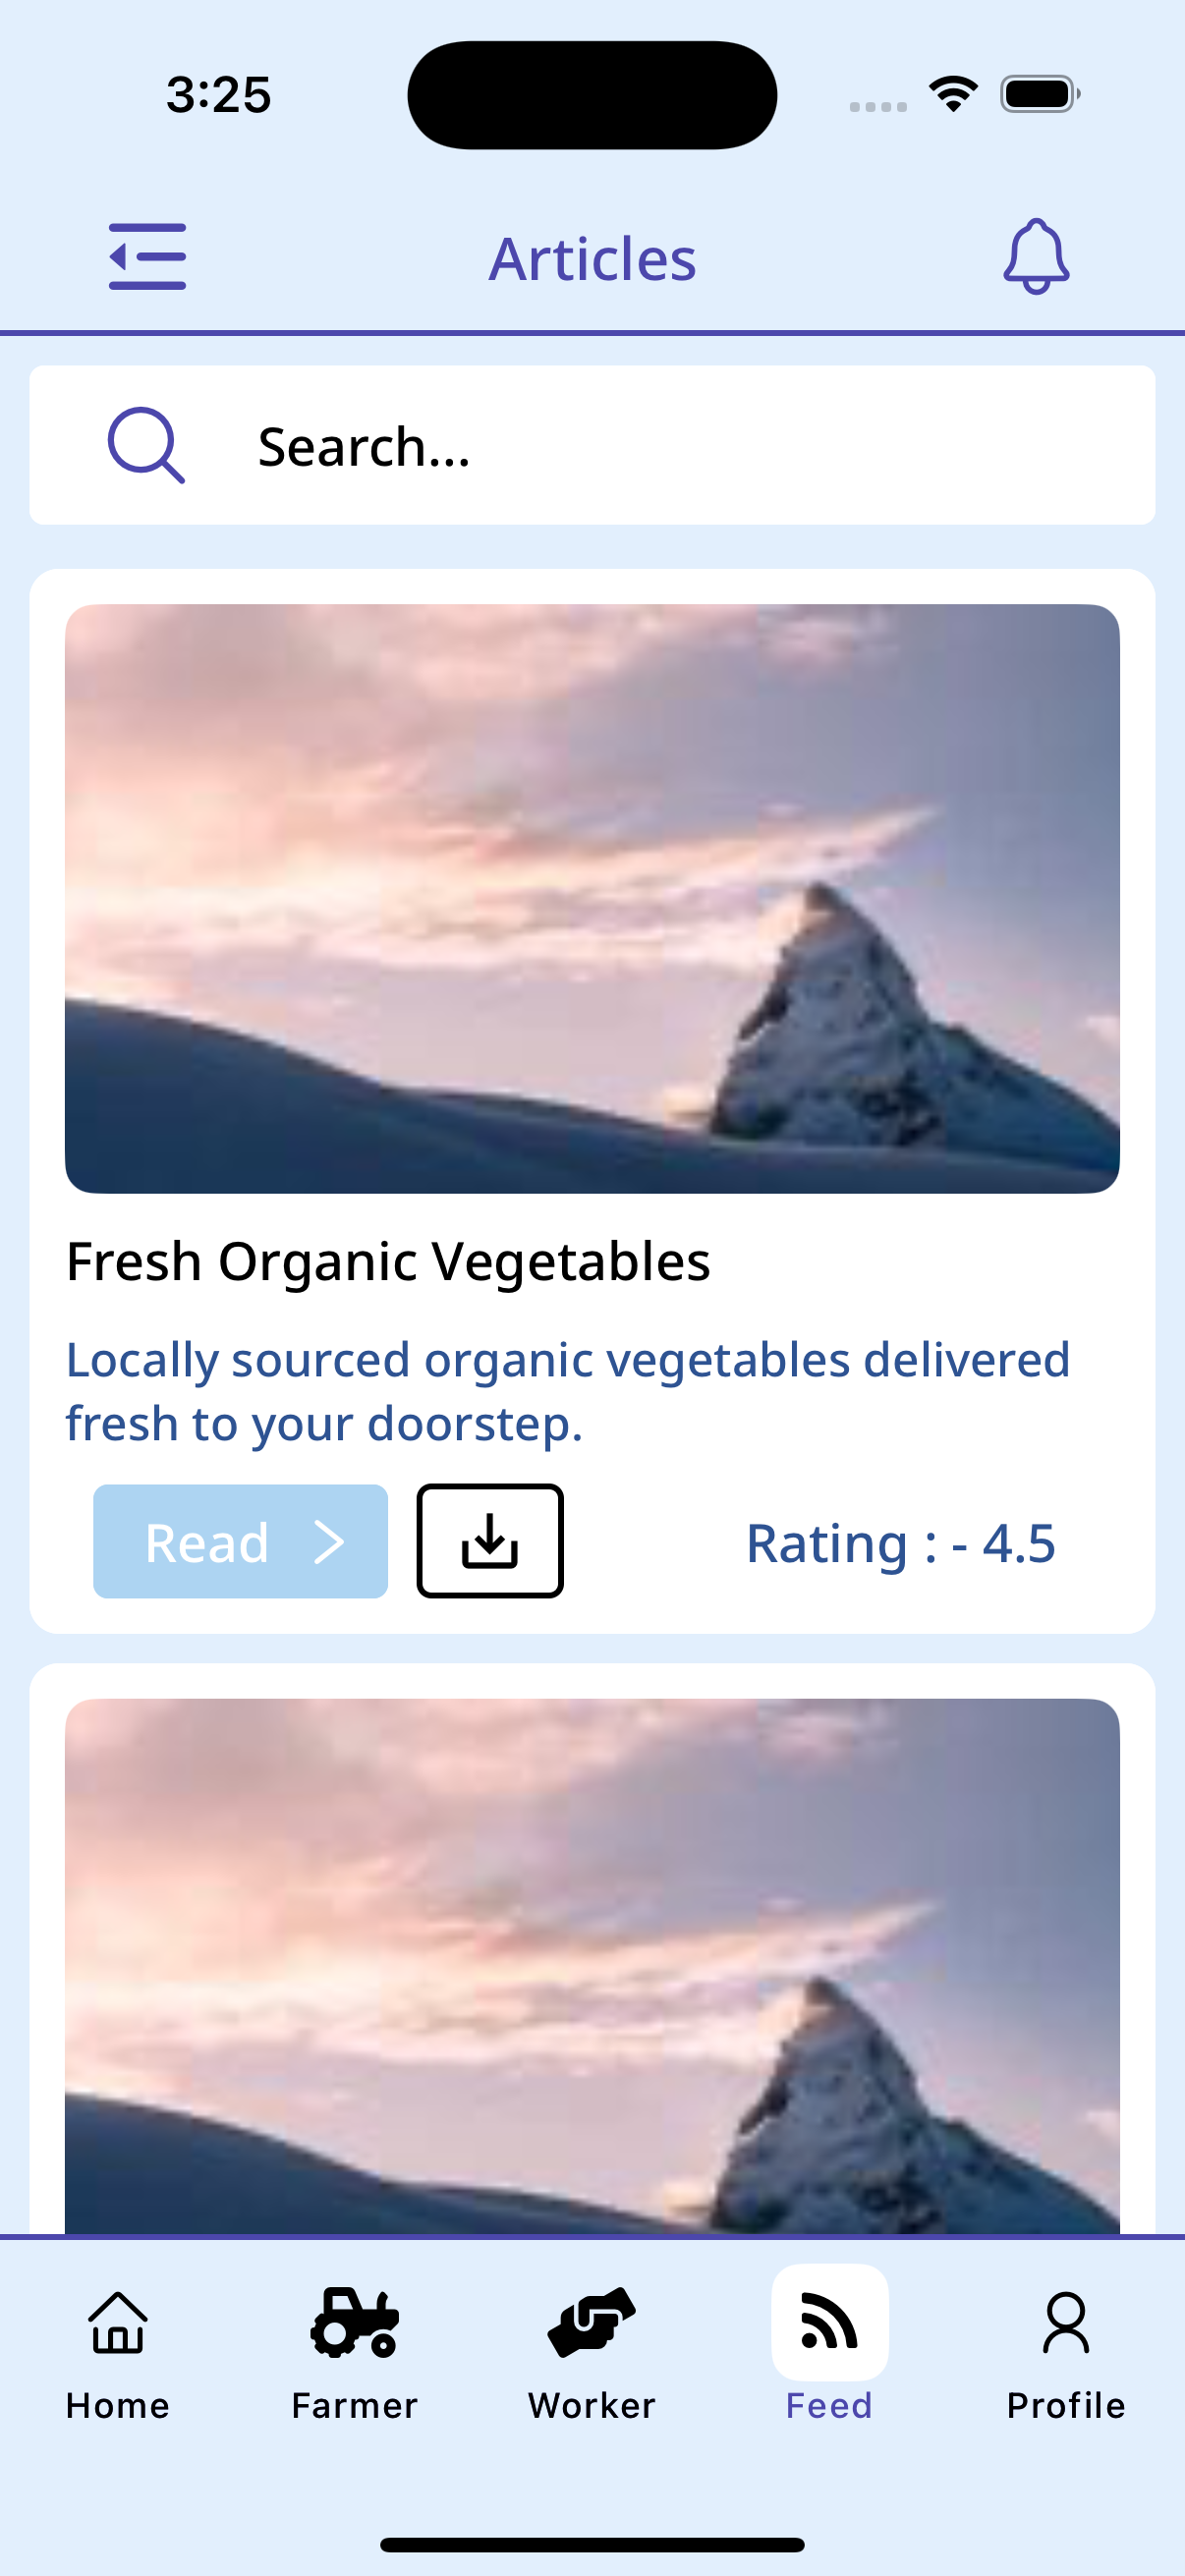 3:25
Articles
Search...
Fresh Organic Vegetables
Locally sourced organic vegetables delivered
fresh to your doorstep.
Read
Rating : - 4.5
Home
Farmer
Worker
Feed
Profile